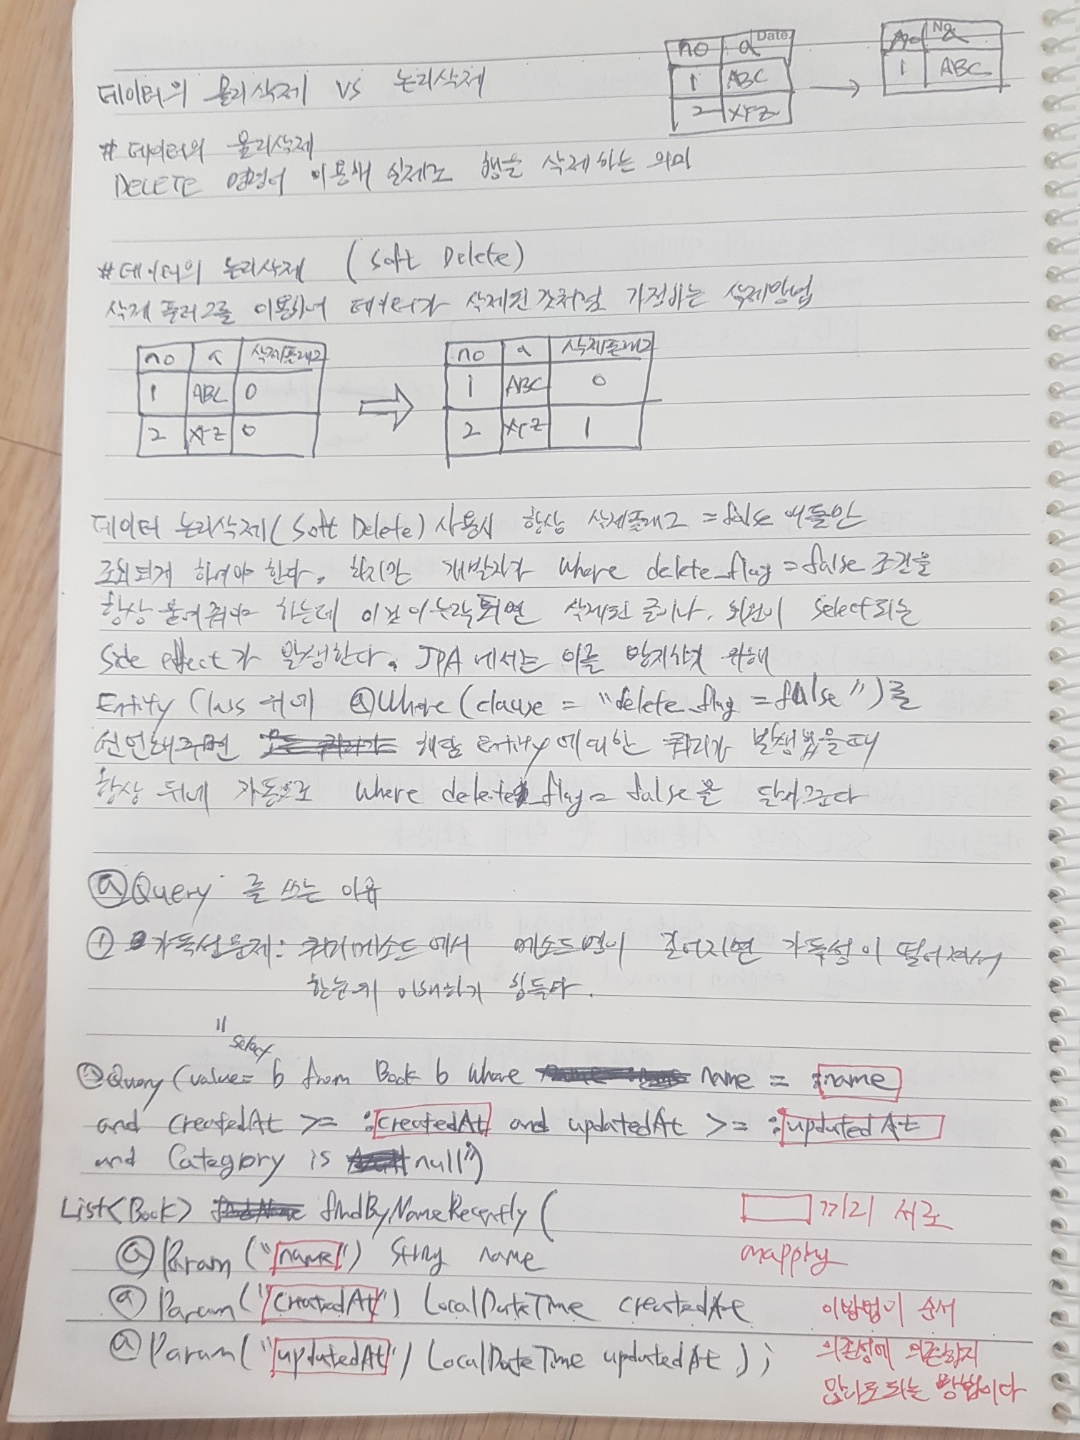 Date
No.
no a
1 ABC
2 XYZ
→
no a
1 ABC
데이터의 물리삭제 vs 논리삭제
# 데이터의 물리삭제
DELETE 명령어 이용해 실제로 행을 삭제하는 의미
#데이터의 논리삭제 (Soft Delete)
삭제 플래그를 이용하여 데이터가 삭제된 것처럼 가정하는 삭제방법
no a 삭제플래그
1 ABC 0
2 XYZ 0
no a 삭제플래그
1 ABC 0
2 XYZ 1
데이터 논리삭제(Soft Delete) 사용시 항상 삭제플래그 = false 애들만
조회되게 하여야 한다. 하지만 개발자가 where delete_flag = false 조건을
항상 붙여줘야 하는데 이것이 누락되면 삭제된 글이나, 회원이 select되는
Side effect가 발생한다. JPA에서는 이를 방지하기 위해
Entity Class 위에 @Where(clause = "delete_flag = false")를
선언해주면 해당 entity에 대한 쿼리가 발생했을때
항상 뒤에 자동으로 where delete_flag = false를 달아준다
@Query 를 쓰는 이유
① 가독성문제: 쿼리메소드에서 메소드명이 길어지면 가독성이 떨어져서
한눈에 이해하기 힘들다.
"select
@Query(value= b from Book b where name = :name
and createdAt >= :createdAt and updatedAt >= :updatedAt
and Category is null")
List<Book> findByNameRecently (
□ 끼리 서로
@Param("name") String name
mapping
@Param("createdAt") LocalDateTime createdAt
이방법이 순서
@Param("updatedAt") LocalDateTime updatedAt );
의존성에 의존하지
않아도 되는 방법이다